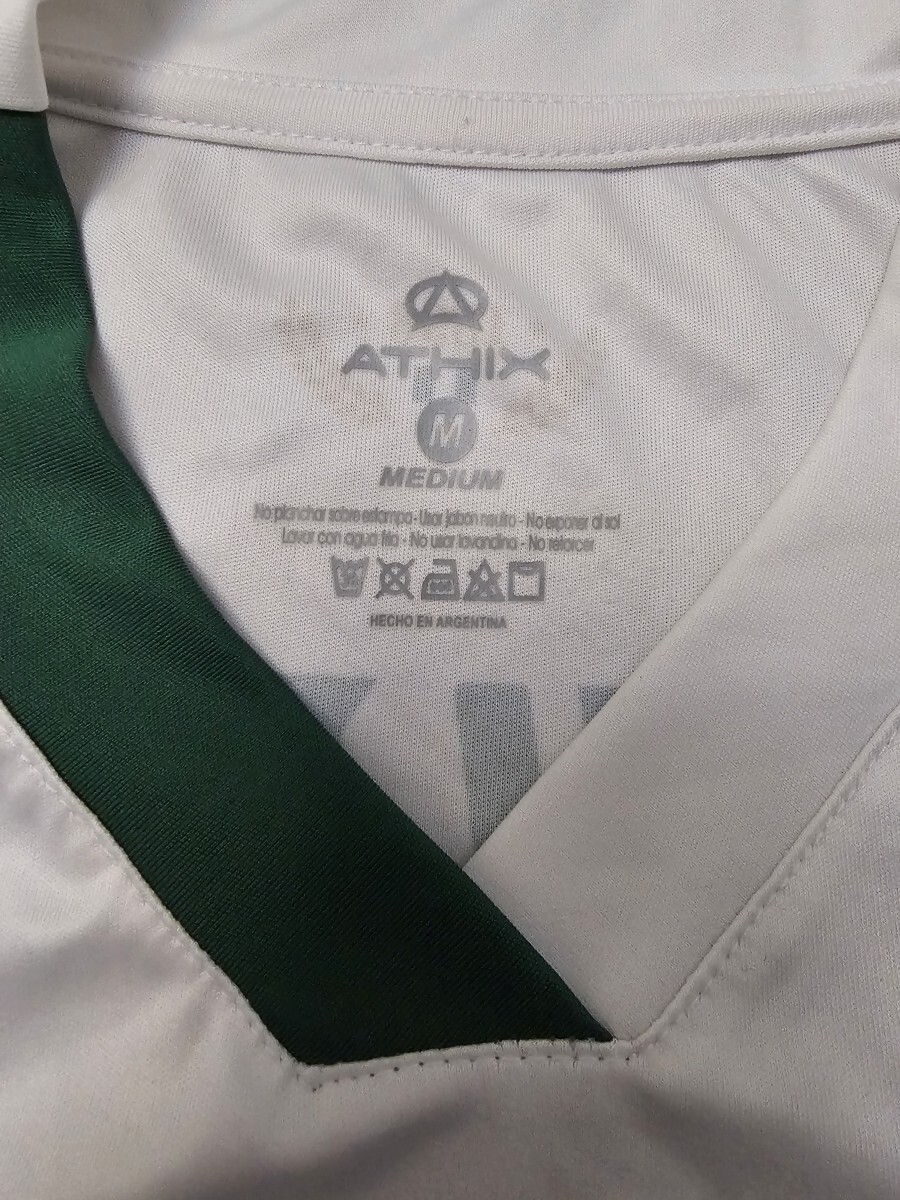 ATHIX
M
MEDIUM
No planchar sobre estampa - Usar jabón neutro - No exponer al sol
Lavar con agua fria - No usar lavandina - No retorcer
HECHO EN ARGENTINA